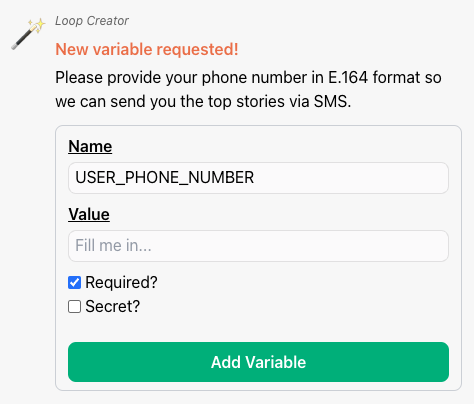 Loop Creator
New variable requested!
Please provide your phone number in E.164 format so
we can send you the top stories via SMS.
Name
USER_PHONE_NUMBER
Value
Fill me in...
Required?
Secret?
Add Variable